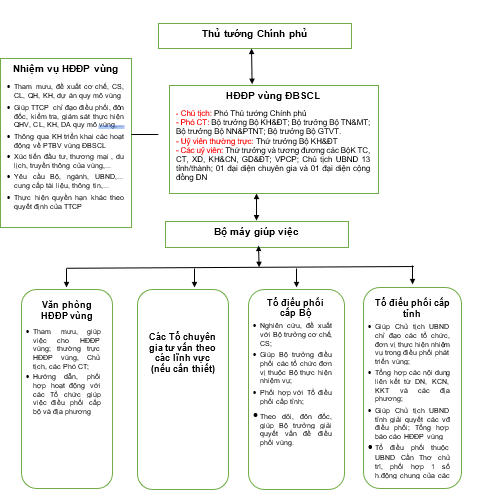 Thủ tướng Chính phủ
Nhiệm vụ HĐĐP vùng
• Tham mưu, đề xuất cơ chế, CS,
CL, QH, KH, dự án quy mô vùng
• Giúp TTCP chỉ đạo điều phối, đôn
đốc, kiểm tra, giám sát thực hiện
QHV, CL, KH, DA quy mô vùng,...
• Thông qua KH triển khai các hoạt
động về PTBV vùng ĐBSCL
• Xúc tiến đầu tư, thương mại , du
lịch, truyền thông của vùng,...
• Yêu cầu Bộ, ngành, UBND,...
cung cấp tài liệu, thông tin,...
• Thực hiện quyền hạn khác theo
quyết định của TTCP
HĐĐP vùng ĐBSCL
- Chủ tịch: Phó Thủ tướng Chính phủ
- Phó CT: Bộ trưởng Bộ KH&ĐT; Bộ trưởng Bộ TN&MT;
Bộ trưởng Bộ NN&PTNT; Bộ trưởng Bộ GTVT.
- Uỷ viên thường trực: Thứ trưởng Bộ KH&ĐT
- Các uỷ viên: Thứ trưởng và tương đương các BộK TC,
CT, XD, KH&CN, GD&ĐT; VPCP; Chủ tịch UBND 13
tỉnh/thành; 01 đại diện chuyên gia và 01 đại diện cộng
đồng DN
Bộ máy giúp việc
Văn phòng
HĐĐP vùng
• Tham mưu, giúp
việc cho HĐĐP
vùng; thường trực
HĐĐP vùng, Chủ
tịch, các Phó CT;
• Hướng dẫn, phối
hợp hoạt động với
các Tổ chức giúp
việc điều phối cấp
bộ và địa phương
Các Tổ chuyên
gia tư vấn theo
các lĩnh vực
(nếu cần thiết)
Tổ điều phối
cấp Bộ
• Nghiên cứu, đề xuất
với Bộ trưởng cơ chế,
CS;
• Giúp Bộ trưởng điều
phối các tổ chức đơn
vị thuộc Bộ thực hiện
nhiệm vụ;
• Phối hợp với Tổ điều
phối cấp tỉnh;
• Theo dõi, đôn đốc,
giúp Bộ trưởng giải
quyết vấn đề điều
phối vùng.
Tổ điều phối cấp
tỉnh
• Giúp Chủ tịch UBND
chỉ đạo các tổ chức,
đơn vị thực hiện nhiệm
vụ trong điều phối phát
triển vùng;
• Tổng hợp các nội dung
liên kết từ DN, KCN,
KKT và các địa
phương;
• Giúp Chủ tịch UBND
tỉnh giải quyết các vđ
điều phối; Tổng hợp
báo cáo HĐĐP vùng
• Tổ điều phối thuộc
UBND Cần Thơ chủ
trì, phối hợp 1 số
h.động chung của các